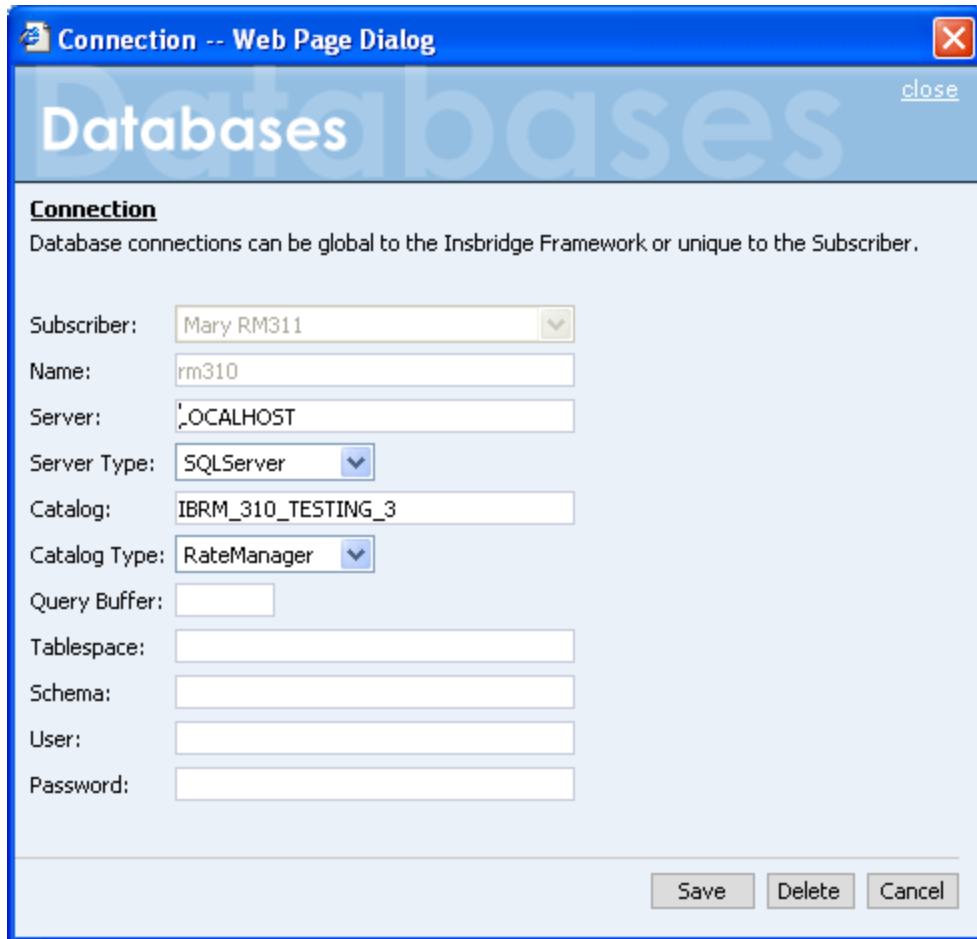 Connection -- Web Page Dialog
close
Databases
Databases
Connection
Database connections can be global to the Insbridge Framework or unique to the Subscriber.
Subscriber: Mary RM311
Name: rm310
Server: LOCALHOST
Server Type: SQLServer
Catalog: IBRM_310_TESTING_3
Catalog Type: RateManager
Query Buffer:
Tablespace:
Schema:
User:
Password:
Save Delete Cancel